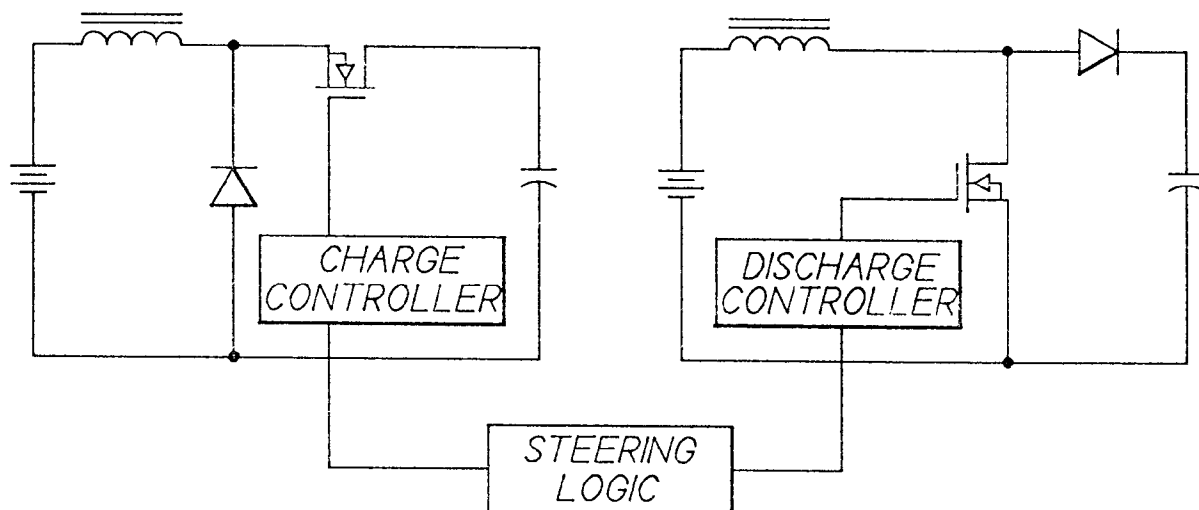 CHARGE
CONTROLLER
DISCHARGE
CONTROLLER
STEERING
LOGIC